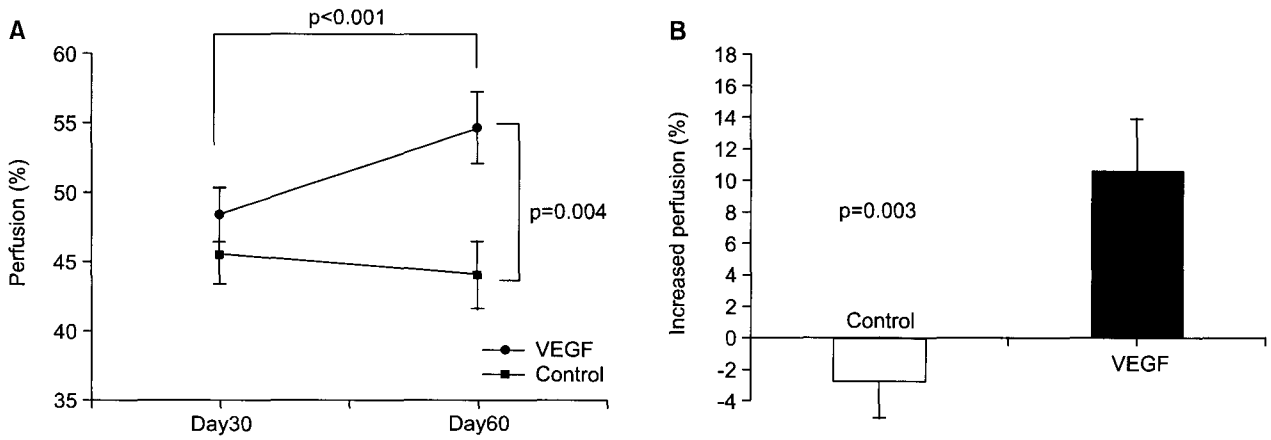 A
p<0.001
60
55
50
45
40
35
Perfusion (%)
p=0.004
VEGF
Control
Day30
Day60
B
18
16
14
12
10
8
6
4
2
0
-2
-4
Increased perfusion (%)
p=0.003
Control
VEGF